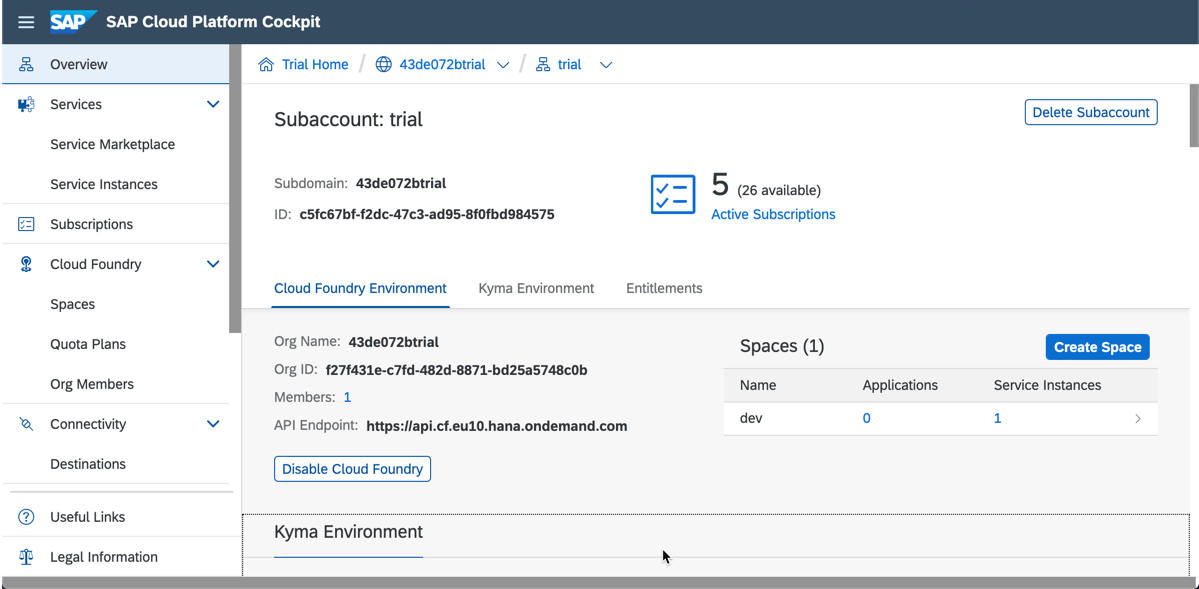 SAP SAP Cloud Platform Cockpit
Overview
Services
Service Marketplace
Service Instances
Subscriptions
Cloud Foundry
Spaces
Quota Plans
Org Members
Connectivity
Destinations
Useful Links
Legal Information
Trial Home / 43de072btrial / trial
Subaccount: trial
Delete Subaccount
Subdomain: 43de072btrial
ID: c5fc67bf-f2dc-47c3-ad95-8f0fbd984575
5 (26 available)
Active Subscriptions
Cloud Foundry Environment Kyma Environment Entitlements
Org Name: 43de072btrial
Org ID: f27f431e-c7fd-482d-8871-bd25a5748c0b
Members: 1
API Endpoint: https://api.cf.eu10.hana.ondemand.com
Disable Cloud Foundry
Spaces (1)
Create Space
Name Applications Service Instances
dev 0 1
Kyma Environment